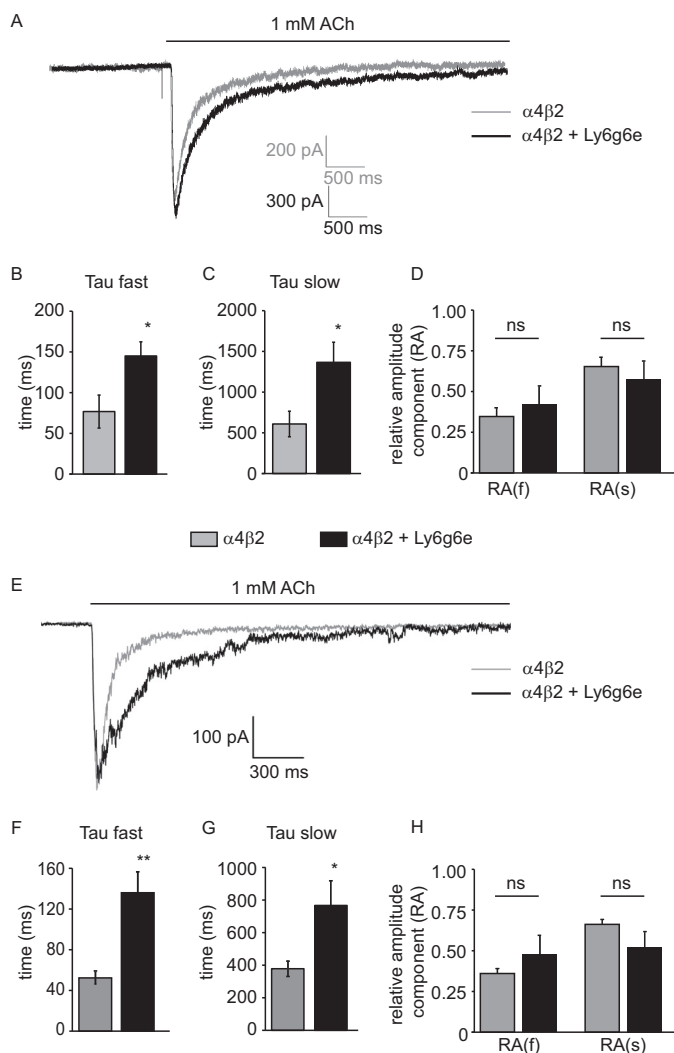 A
1 mM ACh
α4β2
α4β2 + Ly6g6e
200 pA
500 ms
300 pA
500 ms
B
Tau fast
time (ms)
200
150
100
50
0
*
C
Tau slow
time (ms)
2000
1500
1000
500
0
*
D
relative amplitude
component (RA)
1.00
0.75
0.50
0.25
ns
ns
RA(f)
RA(s)
α4β2
α4β2 + Ly6g6e
E
1 mM ACh
α4β2
α4β2 + Ly6g6e
100 pA
300 ms
F
Tau fast
time (ms)
160
120
80
40
0
**
G
Tau slow
time (ms)
1000
800
600
400
200
0
*
H
relative amplitude
component (RA)
1.00
0.75
0.50
0.25
0.00
ns
ns
RA(f)
RA(s)